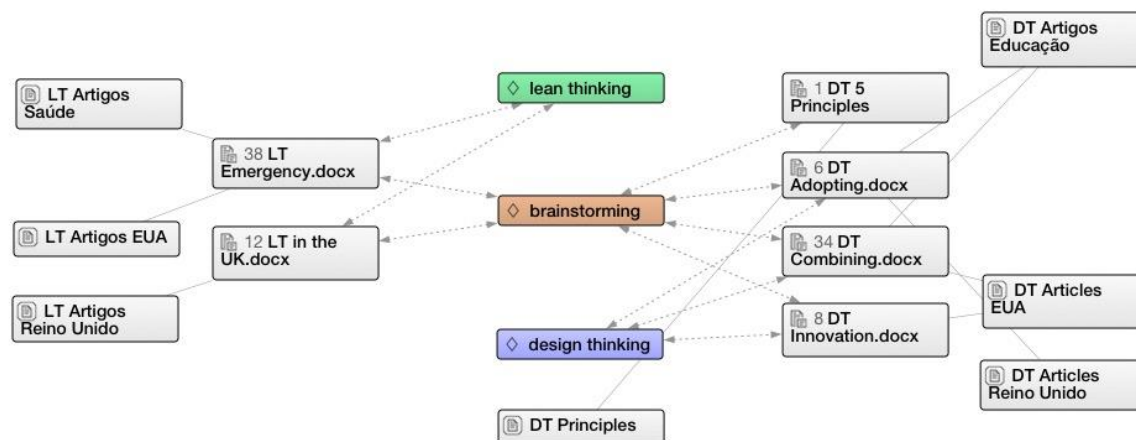 DT Artigos
Educação
LT Artigos
Saúde
lean thinking
1 DT 5
Principles
38 LT
Emergency.docx
6 DT
Adopting.docx
brainstorming
LT Artigos EUA
12 LT in the
UK.docx
34 DT
Combining.docx
DT Articles
EUA
LT Artigos
Reino Unido
8 DT
Innovation.docx
design thinking
DT Articles
Reino Unido
DT Principles